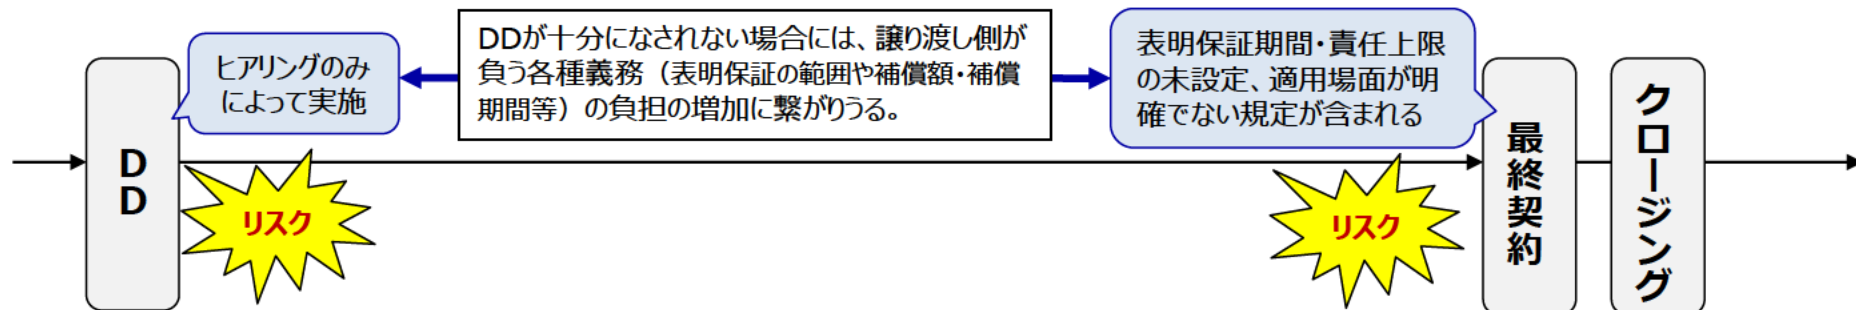 DD
ヒアリングのみ
によって実施
リスク
DDが十分になされない場合には、譲り渡し側が
負う各種義務（表明保証の範囲や補償額・補償
期間等）の負担の増加に繋がりうる。
表明保証期間・責任上限
の未設定、適用場面が明
確でない規定が含まれる
リスク
最終契約
クロージング